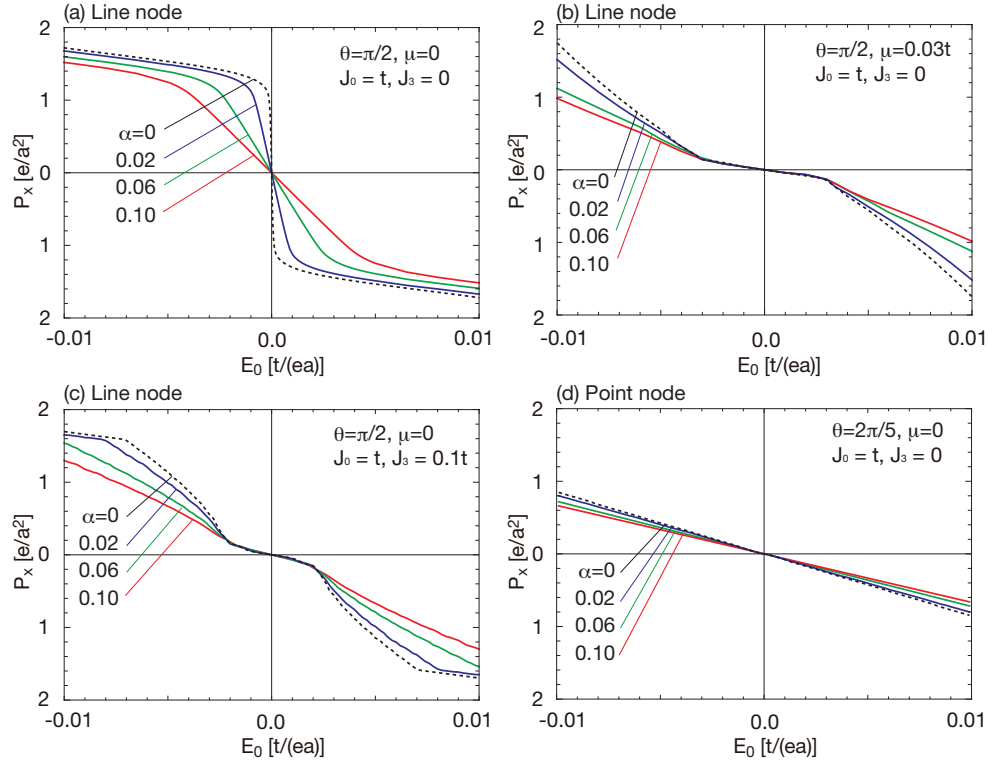 (a) Line node
2
θ=π/2, μ=0
J₀ = t, J₃ = 0
1
α=0
0.02
0.06
0.10
0
1
2
Pₓ [e/a²]
-0.01
0.0
0.01
E₀ [t/(ea)]
(b) Line node
2
θ=π/2, μ=0.03t
J₀ = t, J₃ = 0
1
0
α=0
0.02
0.06
0.10
1
2
Pₓ [e/a²]
-0.01
0.0
0.01
E₀ [t/(ea)]
(c) Line node
2
θ=π/2, μ=0
J₀ = t, J₃ = 0.1t
1
α=0
0.02
0.06
0.10
0
1
2
Pₓ [e/a²]
-0.01
0.0
0.01
E₀ [t/(ea)]
(d) Point node
2
θ=2π/5, μ=0
J₀ = t, J₃ = 0
1
0
α=0
0.02
0.06
0.10
1
2
Pₓ [e/a²]
-0.01
0.0
0.01
E₀ [t/(ea)]